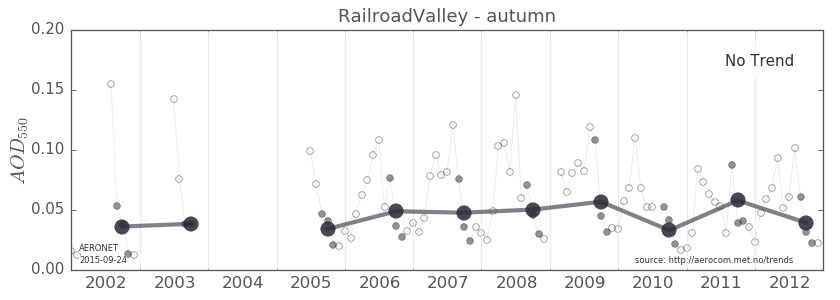 RailroadValley - autumn
0.20
No Trend
0.15
0.10
AOD550
0.05
AERONET
2015-09-24
source: http://aerocom.met.no/trends
0.00
2002 2003 2004 2005 2006 2007 2008 2009 2010 2011 2012